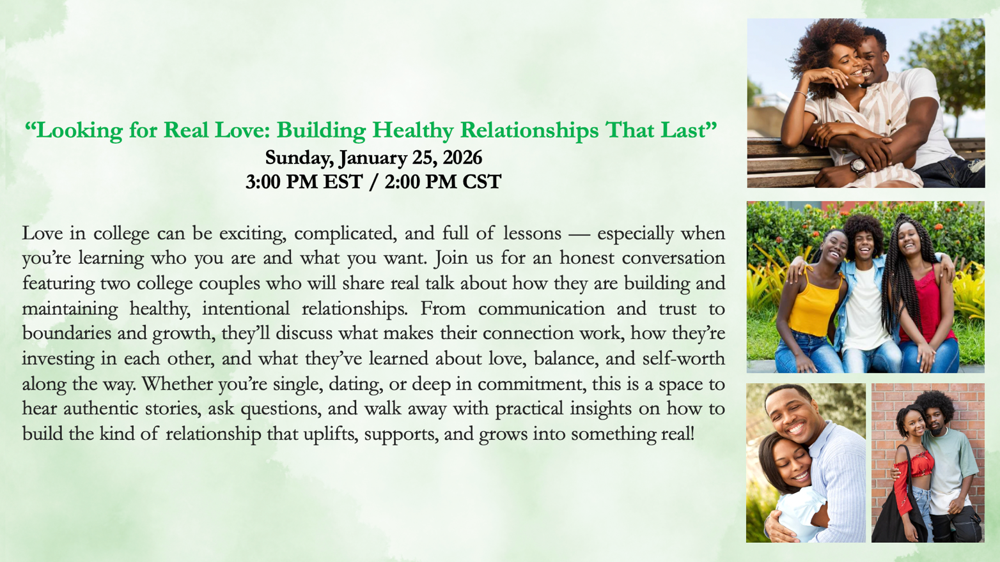 “Looking for Real Love: Building Healthy Relationships That Last”
Sunday, January 25, 2026
3:00 PM EST / 2:00 PM CST
Love in college can be exciting, complicated, and full of lessons — especially when
you’re learning who you are and what you want. Join us for an honest conversation
featuring two college couples who will share real talk about how they are building and
maintaining healthy, intentional relationships. From communication and trust to
boundaries and growth, they’ll discuss what makes their connection work, how they’re
investing in each other, and what they’ve learned about love, balance, and self-worth
along the way. Whether you’re single, dating, or deep in commitment, this is a space to
hear authentic stories, ask questions, and walk away with practical insights on how to
build the kind of relationship that uplifts, supports, and grows into something real!